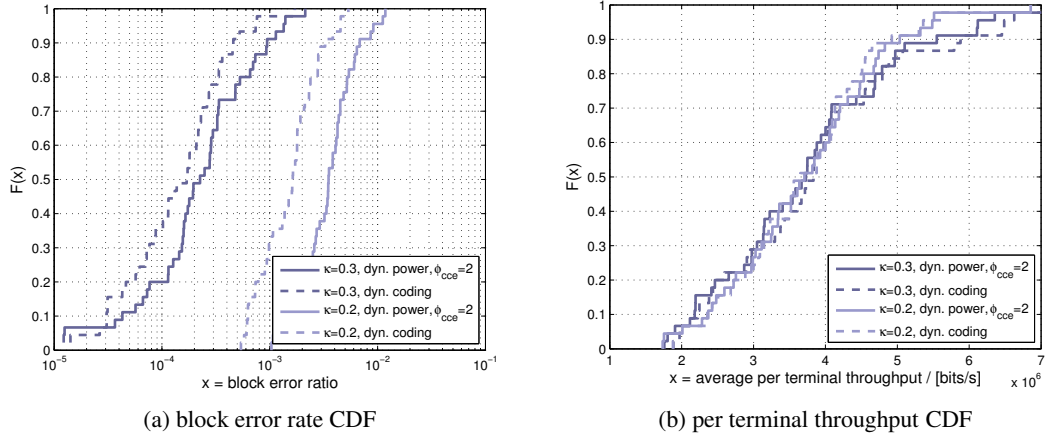 1
0.9
0.8
0.7
0.6
0.5
0.4
0.3
0.2
0.1
0
F(x)
10^-5
10^-4
10^-3
10^-2
10^-1
x = block error ratio
κ=0.3, dyn. power, ϕcce=2
κ=0.3, dyn. coding
κ=0.2, dyn. power, ϕcce=2
κ=0.2, dyn. coding
(a) block error rate CDF
1
0.9
0.8
0.7
0.6
0.5
0.4
0.3
0.2
0.1
0
F(x)
1
2
3
4
5
6
7
x = average per terminal throughput / [bits/s]
x 10^6
κ=0.3, dyn. power, ϕcce=2
κ=0.3, dyn. coding
κ=0.2, dyn. power, ϕcce=2
κ=0.2, dyn. coding
(b) per terminal throughput CDF